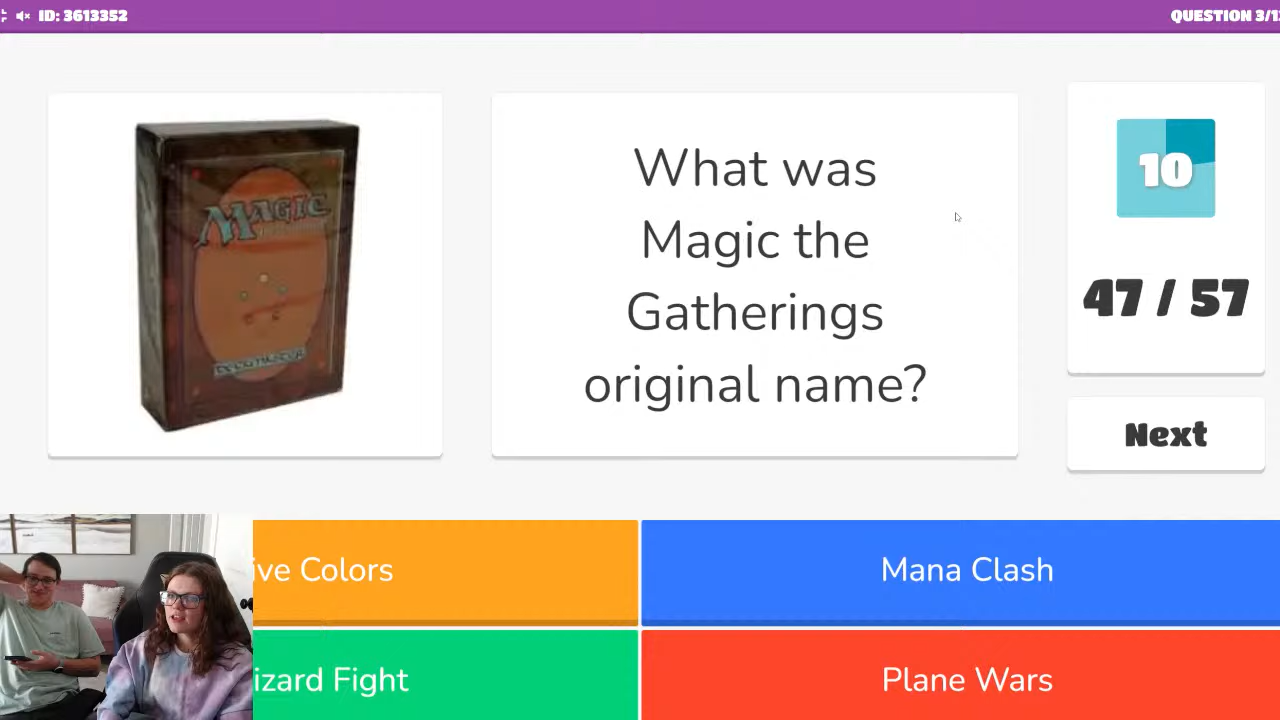 ID: 3613352
QUESTION 3/1
MAGIC
What was
Magic the
Gatherings
original name?
10
47 / 57
Next
ive Colors
Mana Clash
izard Fight
Plane Wars